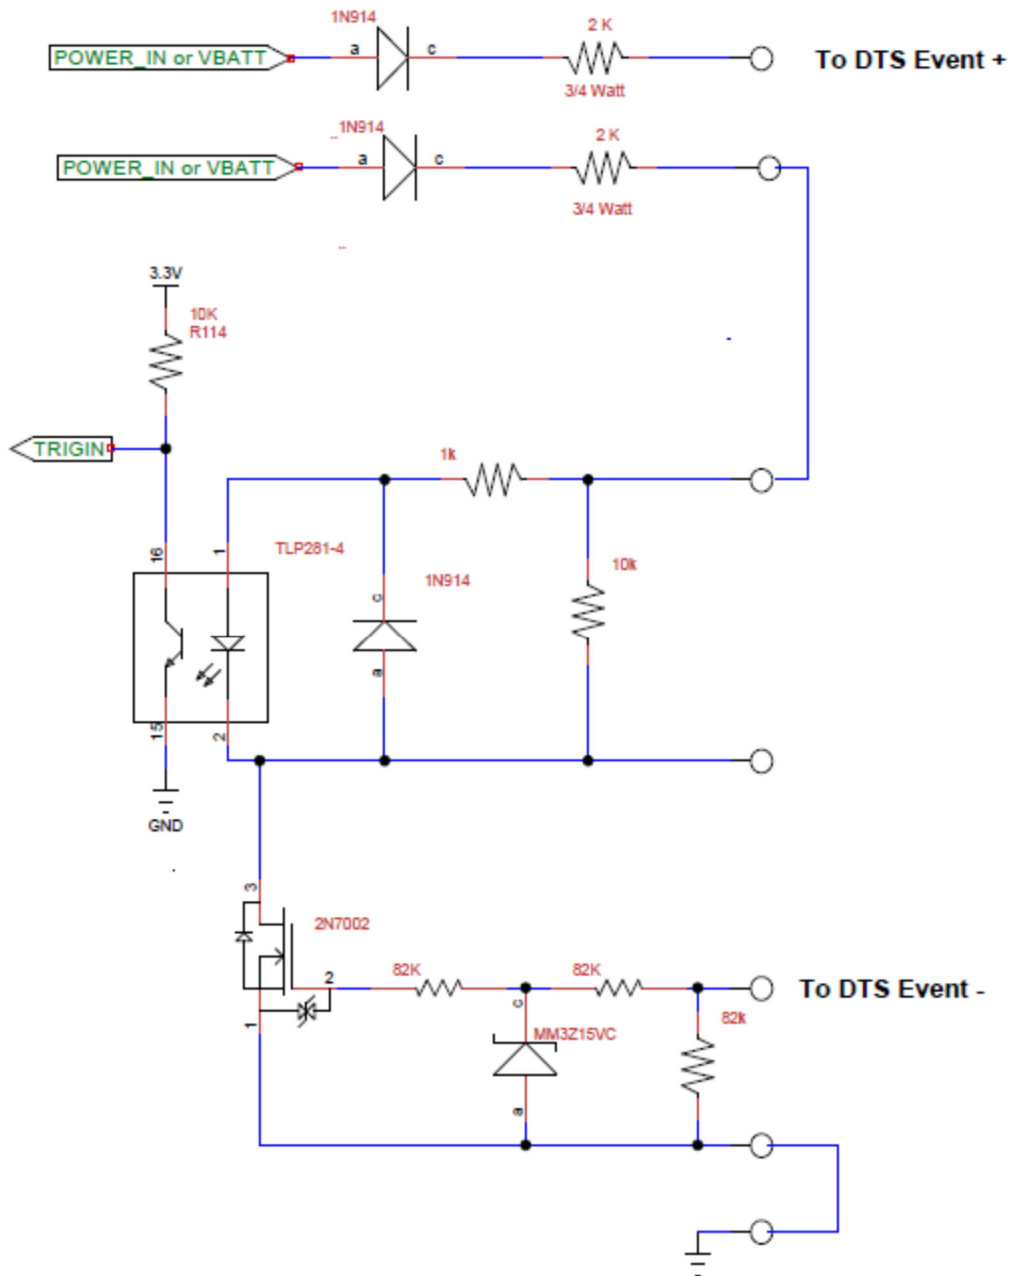 1N914
2 K
POWER_IN or VBATT
a
c
To DTS Event +
3/4 Watt
1N914
2 K
POWER_IN or VBATT
a
c
3/4 Watt
3.3V
10K
R114
TRIGIN
1k
16
1
TLP281-4
1N914
10k
c
a
15
2
GND
3
2N7002
2
82K
82K
To DTS Event -
c
MM3Z15VC
82k
1
a